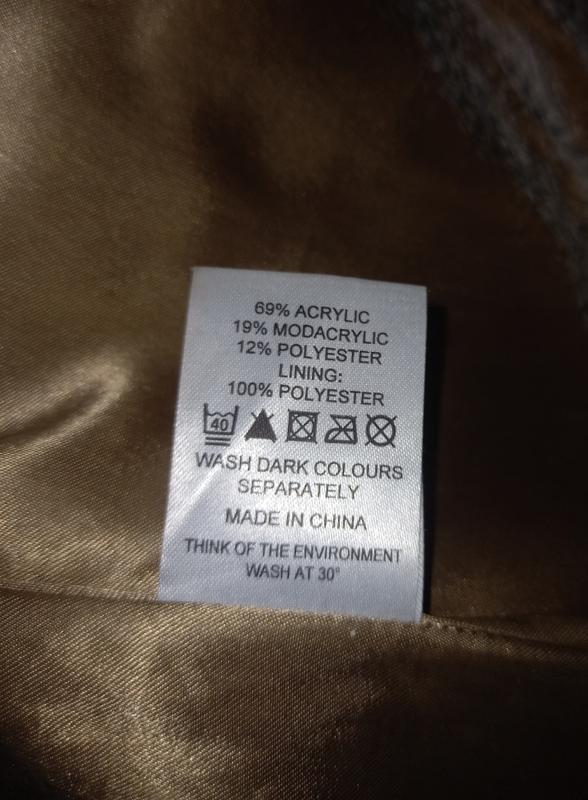 69% ACRYLIC
19% MODACRYLIC
12% POLYESTER
LINING:
100% POLYESTER
40
WASH DARK COLOURS
SEPARATELY
MADE IN CHINA
THINK OF THE ENVIRONMENT
WASH AT 30°